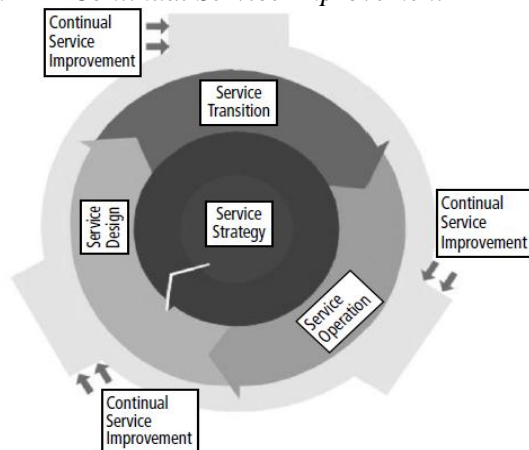 Continual
Service
Improvement
Service
Transition
Service
Design
Service
Strategy
Continual
Service
Improvement
Service
Operation
Continual
Service
Improvement